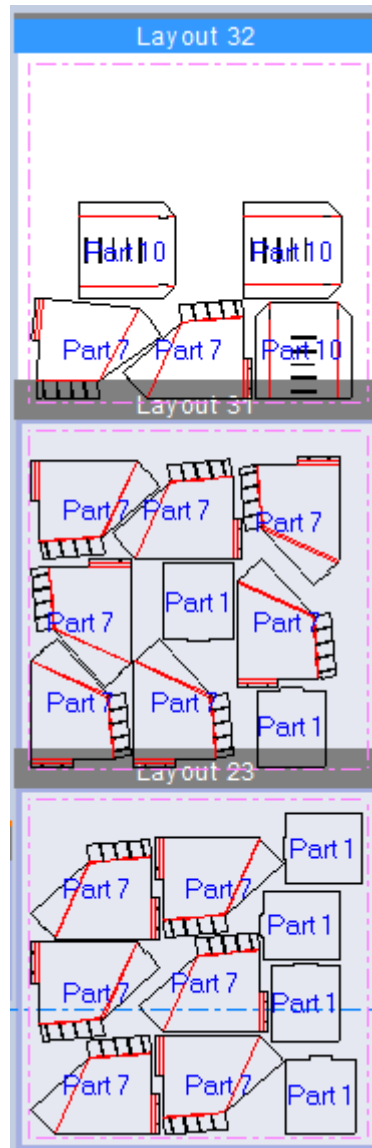 Layout 32
Part 10 Part 10
Part 7 Part 7 Part 10
Layout 31
Part 7 Part 7 Part 7
Part 7 Part 1 Part 7
Part 7 Part 7 Part 1
Layout 23
Part 7 Part 7 Part 1
Part 1
Part 7 Part 7 Part 1
Part 7 Part 7 Part 1